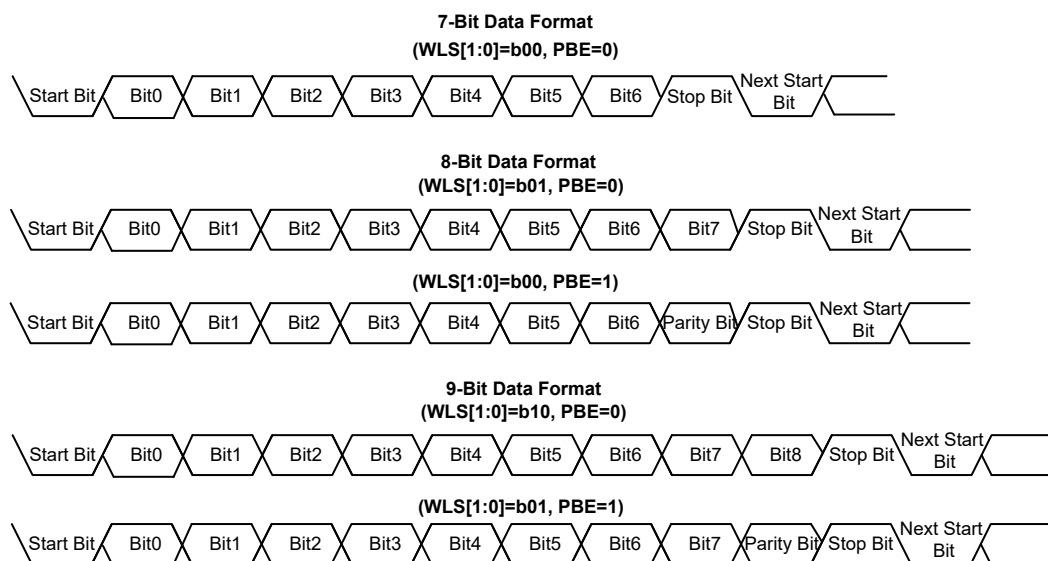 7-Bit Data Format
(WLS[1:0]=b00, PBE=0)
Start Bit Bit0 Bit1 Bit2 Bit3 Bit4 Bit5 Bit6 Stop Bit Next Start Bit
8-Bit Data Format
(WLS[1:0]=b01, PBE=0)
Start Bit Bit0 Bit1 Bit2 Bit3 Bit4 Bit5 Bit6 Bit7 Stop Bit Next Start Bit
(WLS[1:0]=b00, PBE=1)
Start Bit Bit0 Bit1 Bit2 Bit3 Bit4 Bit5 Bit6 Parity Bit Stop Bit Next Start Bit
9-Bit Data Format
(WLS[1:0]=b10, PBE=0)
Start Bit Bit0 Bit1 Bit2 Bit3 Bit4 Bit5 Bit6 Bit7 Bit8 Stop Bit Next Start Bit
(WLS[1:0]=b01, PBE=1)
Start Bit Bit0 Bit1 Bit2 Bit3 Bit4 Bit5 Bit6 Bit7 Parity Bit Stop Bit Next Start Bit